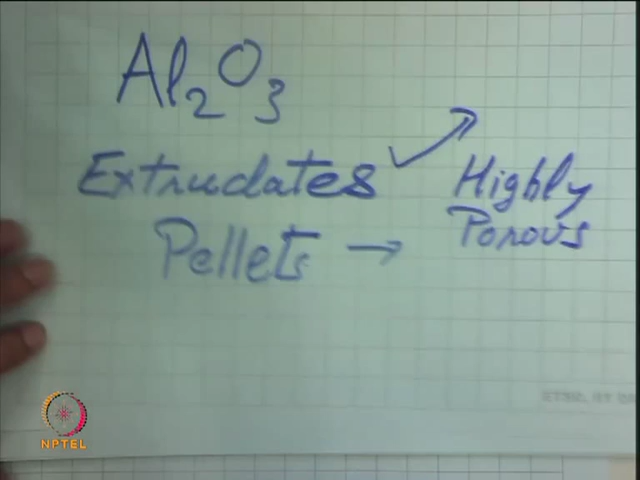 Al2O3
Extrudates ✓↗ Highly
Pellets → Porous
NPTEL